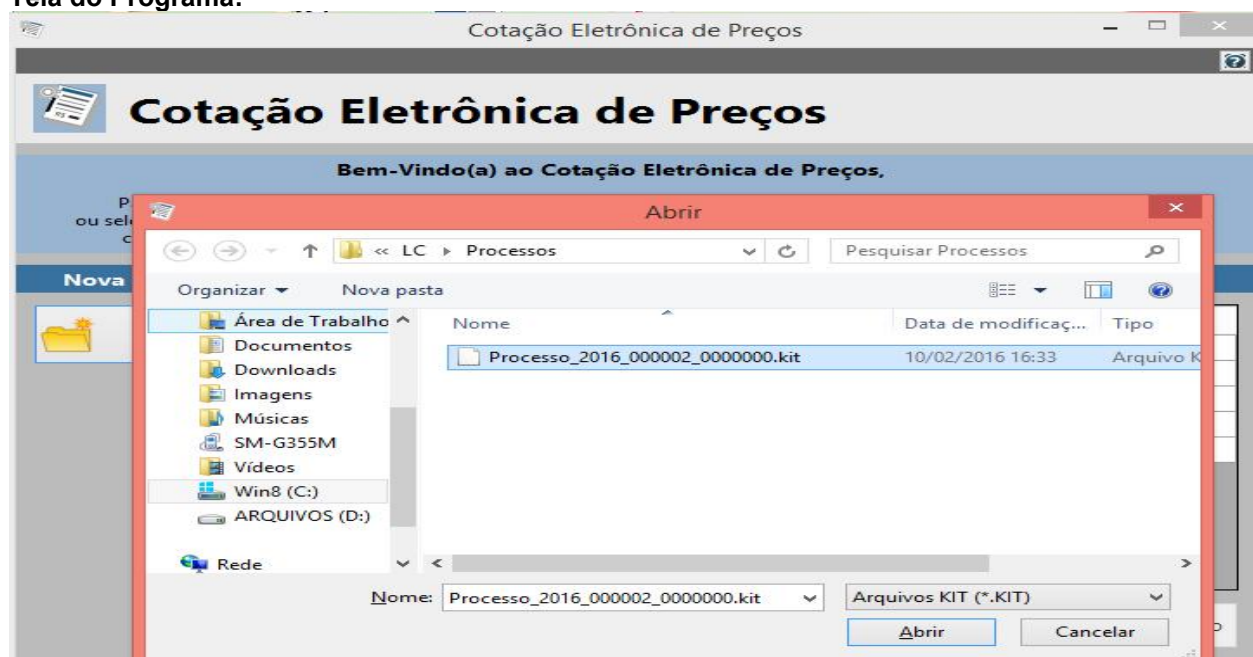 Tela do Programa:
Cotação Eletrônica de Preços
Cotação Eletrônica de Preços
Bem-Vindo(a) ao Cotação Eletrônica de Preços,
ou sel
Abrir
« LC Processos
Pesquisar Processos
Nova
Organizar
Nova pasta
Área de Trabalho
Nome
Data de modificaç...
Tipo
Documentos
Processo_2016_000002_0000000.kit
10/02/2016 16:33
Arquivo K
Downloads
Imagens
Músicas
SM-G355M
Vídeos
Win8 (C:)
ARQUIVOS (D:)
Rede
Nome: Processo_2016_000002_0000000.kit
Arquivos KIT (*.KIT)
Abrir
Cancelar